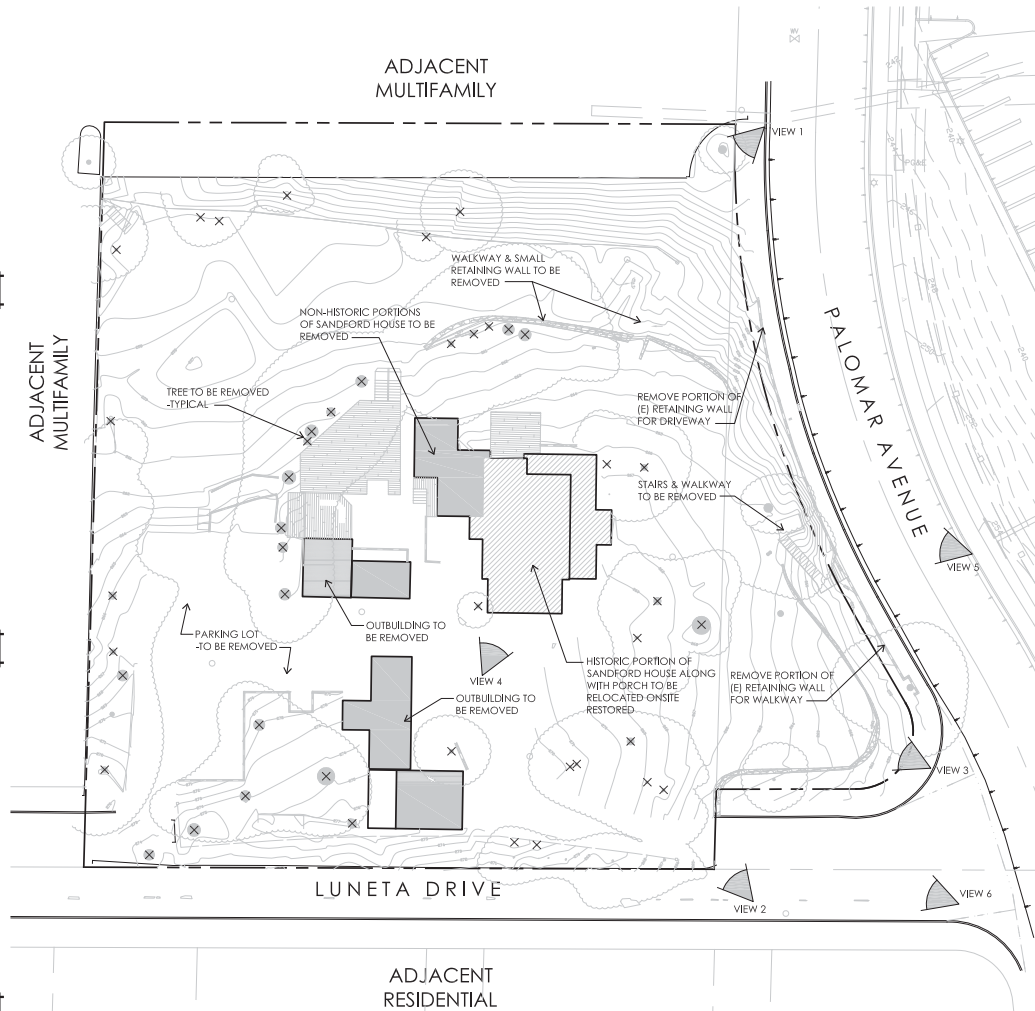 ADJACENT
MULTIFAMILY
WV
VIEW 1
WALKWAY & SMALL
RETAINING WALL TO BE
REMOVED
NON-HISTORIC PORTIONS
OF SANDFORD HOUSE TO BE
REMOVED
ADJACENT
MULTIFAMILY
TREE TO BE REMOVED
-TYPICAL
REMOVE PORTION OF
(E) RETAINING WALL
FOR DRIVEWAY
PALOMAR AVENUE
STAIRS & WALKWAY
TO BE REMOVED
VIEW 5
OUTBUILDING TO
BE REMOVED
PARKING LOT
-TO BE REMOVED
VIEW 4
HISTORIC PORTION OF
SANDFORD HOUSE ALONG
WITH PORCH TO BE
RELOCATED ONSITE
RESTORED
REMOVE PORTION OF
(E) RETAINING WALL
FOR WALKWAY
OUTBUILDING TO
BE REMOVED
VIEW 3
LUNETA DRIVE
VIEW 2
VIEW 6
ADJACENT
RESIDENTIAL